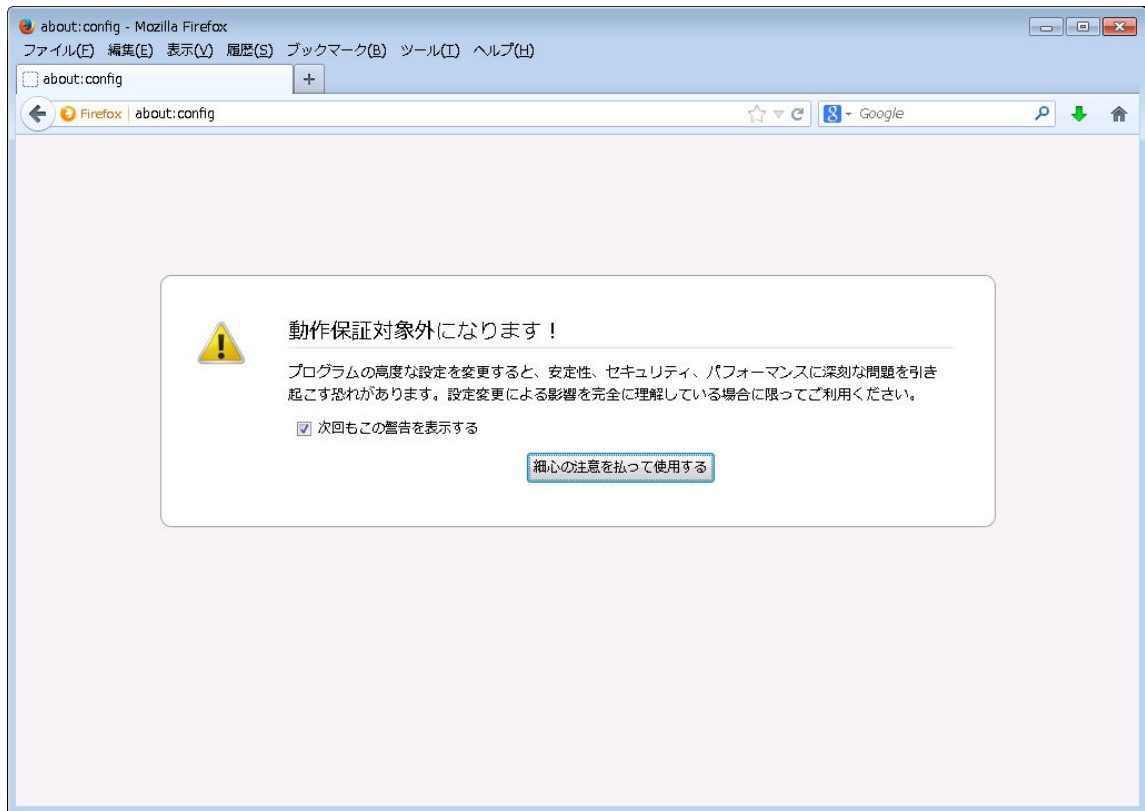 about:config - Mozilla Firefox
ファイル(F) 編集(E) 表示(V) 履歴(S) ブックマーク(B) ツール(T) ヘルプ(H)
about:config
Firefox about:config
8 Google
動作保証対象外になります！
プログラムの高度な設定を変更すると、安定性、セキュリティ、パフォーマンスに深刻な問題を引き
起こす恐れがあります。設定変更による影響を完全に理解している場合に限ってご利用ください。
次回もこの警告を表示する
細心の注意を払って使用する